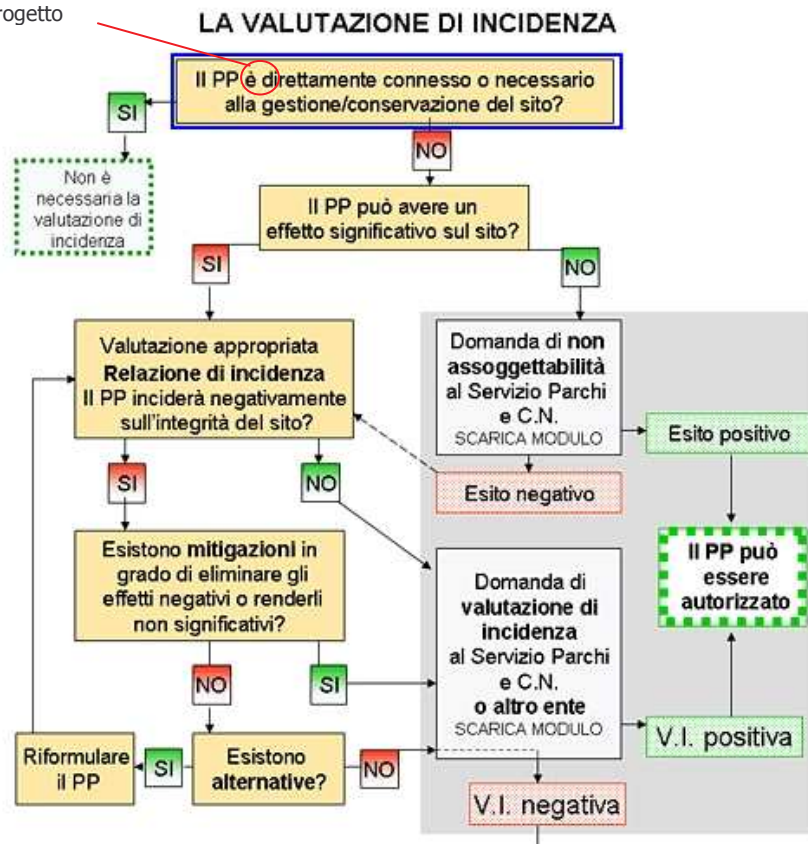 rogetto
LA VALUTAZIONE DI INCIDENZA
Il PP è direttamente connesso o necessario
alla gestione/conservazione del sito?
SI
NO
Non è
necessaria la
valutazione di
incidenza
Il PP può avere un
effetto significativo sul sito?
SI
NO
Valutazione appropriata
Relazione di incidenza
Il PP inciderà negativamente
sull'integrità del sito?
Domanda di non
assoggettabilità
al Servizio Parchi
e C.N.
SCARICA MODULO
Esito positivo
SI
NO
Esito negativo
Esistono mitigazioni in
grado di eliminare gli
effetti negativi o renderli
non significativi?
Domanda di
valutazione di
incidenza
al Servizio Parchi
e C.N.
o altro ente
SCARICA MODULO
Il PP può
essere
autorizzato
NO
SI
V.I. positiva
Riformulare
il PP
SI
Esistono
alternative?
NO
V.I. negativa